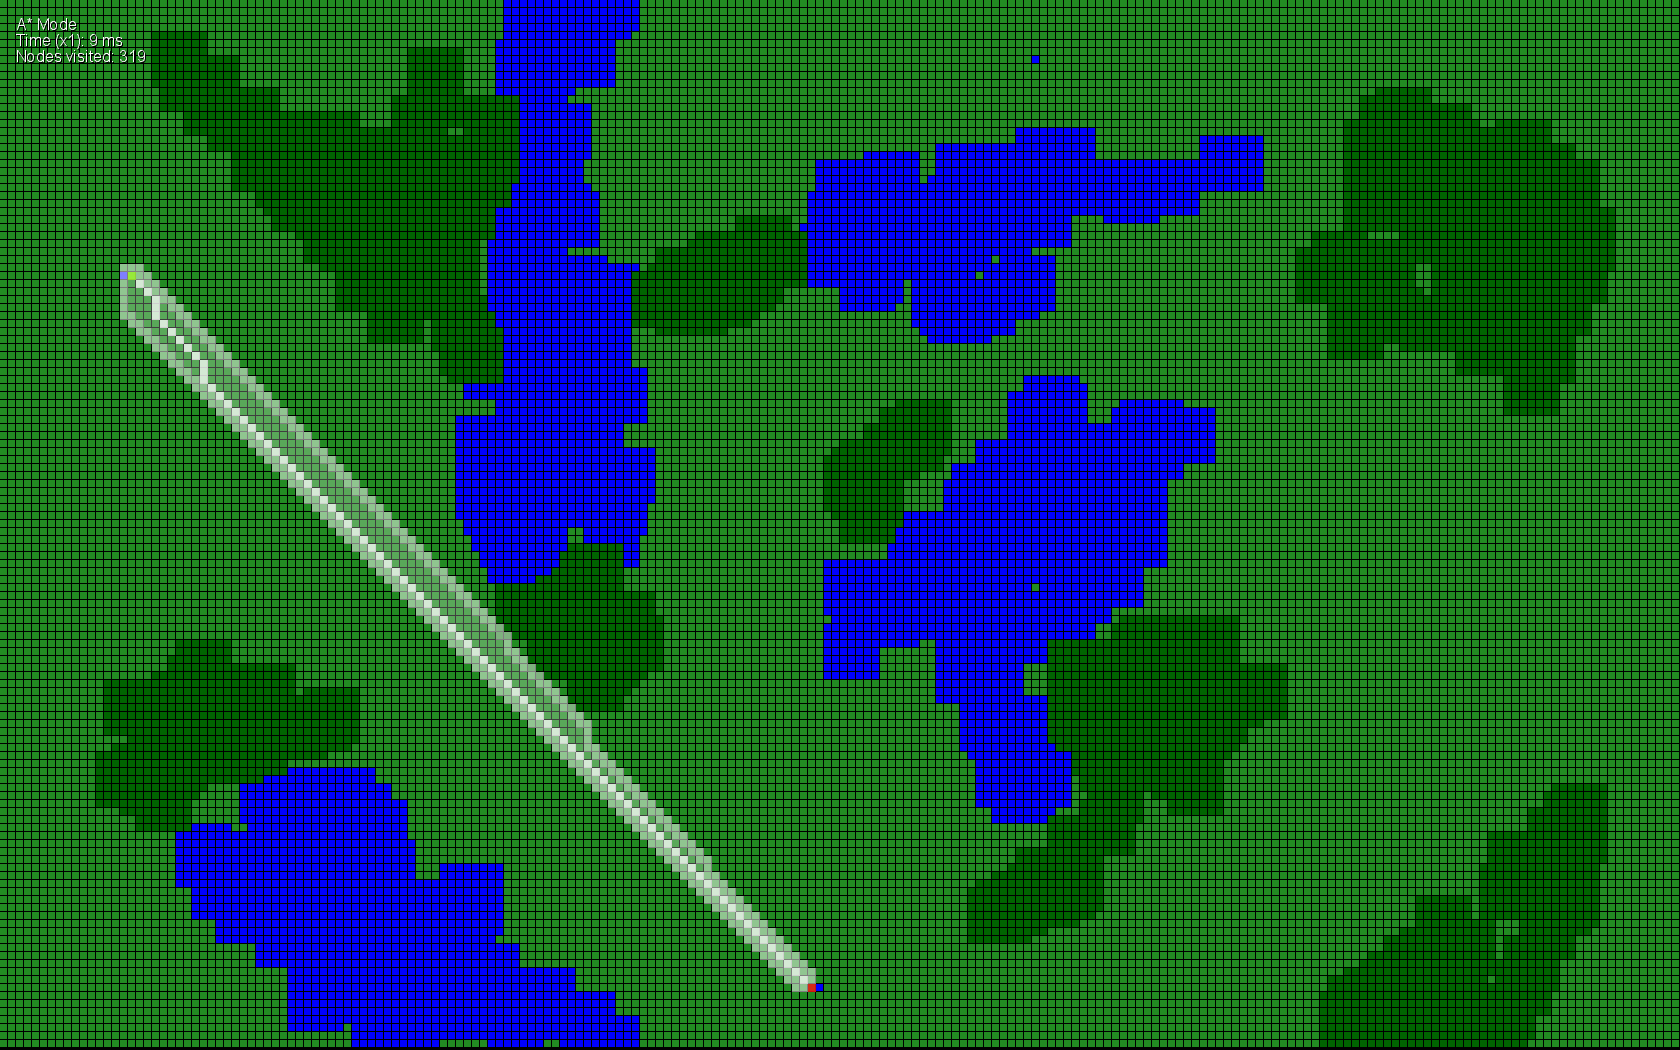 A* Mode
Time (x1): 9 ms
Nodes visited: 319